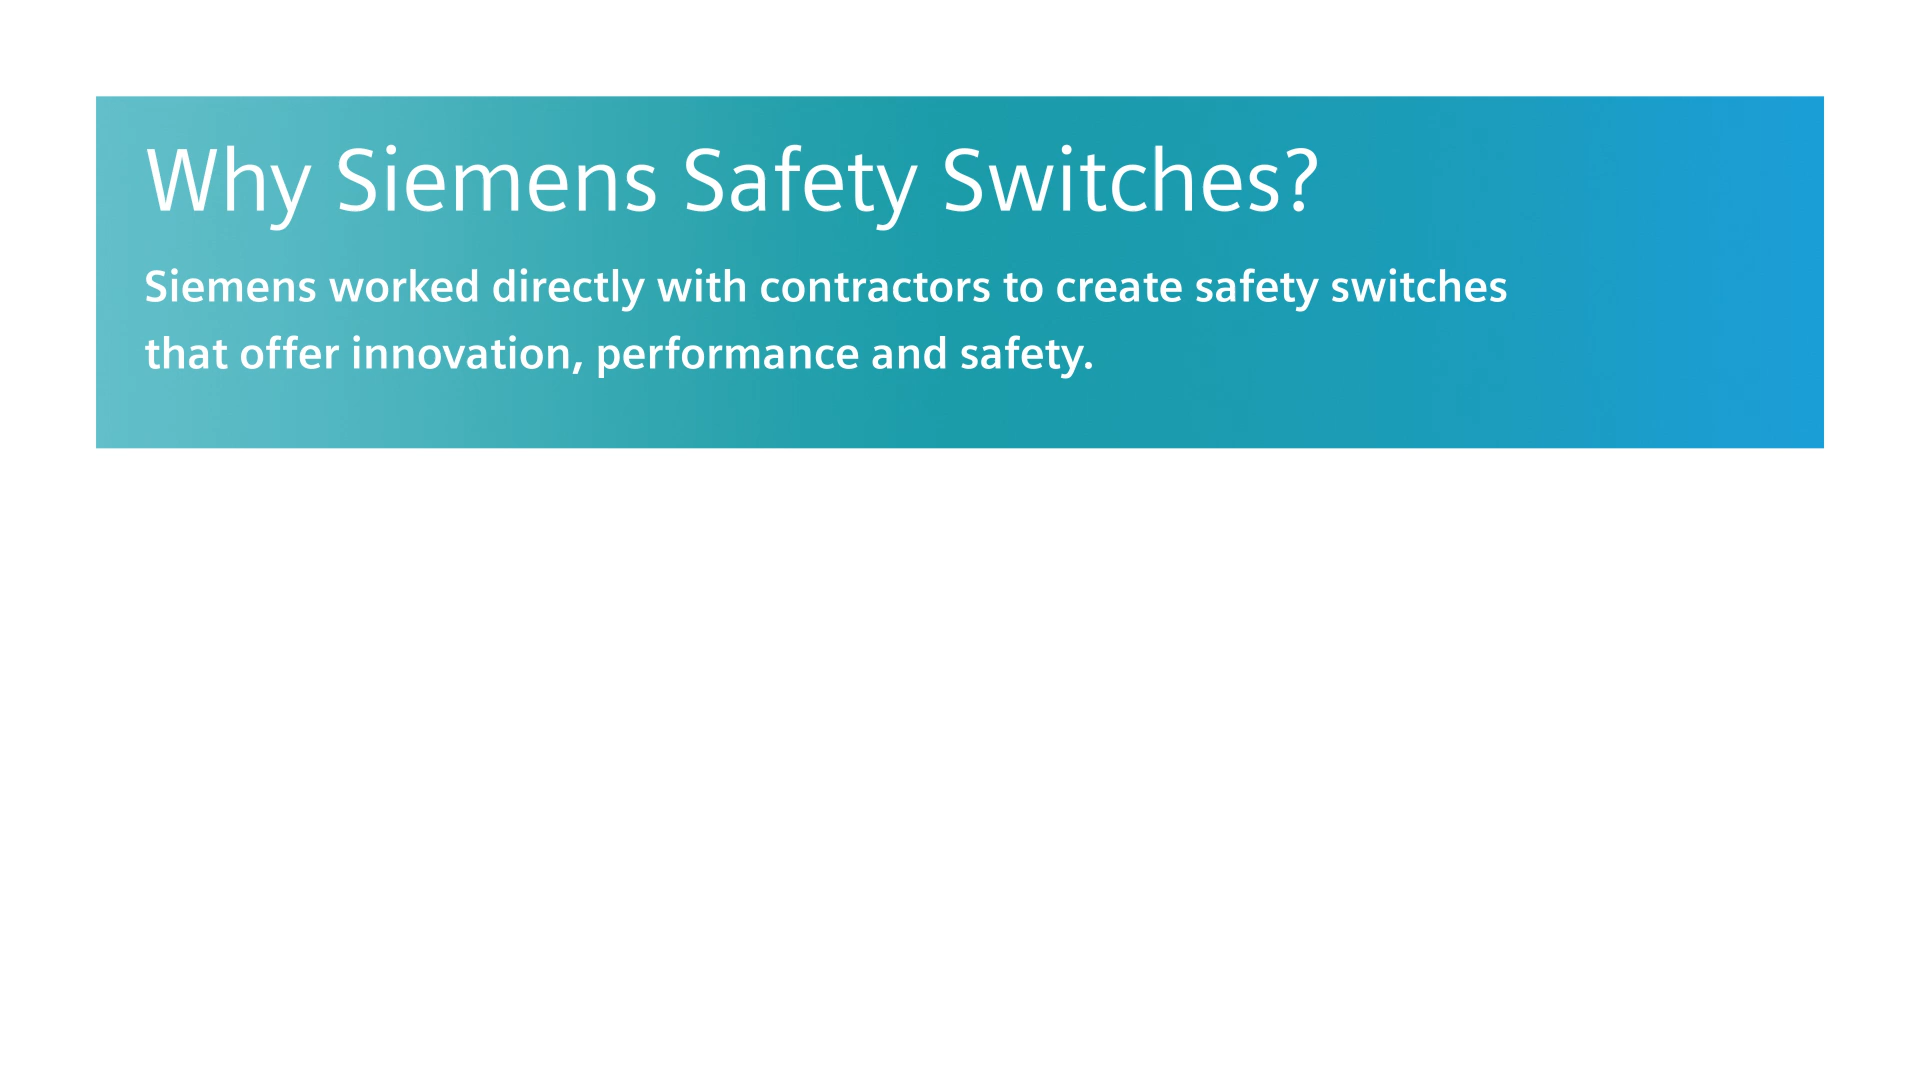 Why Siemens Safety Switches?
Siemens worked directly with contractors to create safety switches
that offer innovation, performance and safety.